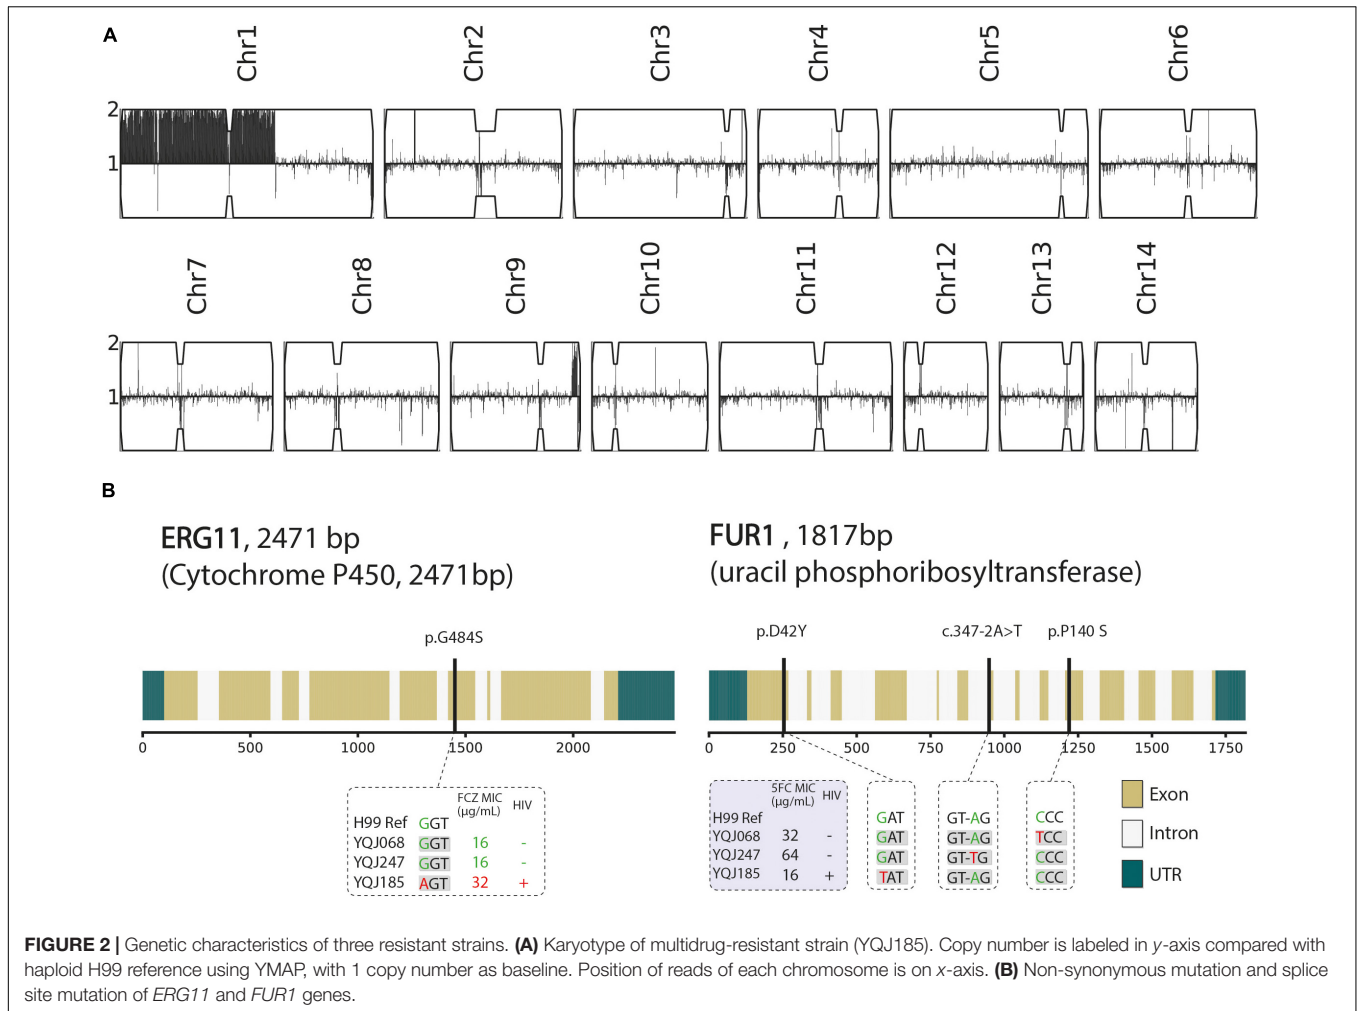 A
Chr1 Chr2 Chr3 Chr4 Chr5 Chr6
2
1
Chr7 Chr8 Chr9 Chr10 Chr11 Chr12 Chr13 Chr14
2
1
B
ERG11, 2471 bp
(Cytochrome P450, 2471bp)
p.G484S
0 500 1000 1500 2000
FCZ MIC (µg/mL) HIV
H99 Ref GGT
YQJ068 GGT 16 -
YQJ247 GGT 16 -
YQJ185 AGT 32 +
FUR1 , 1817bp
(uracil phosphoribosyltransferase)
p.D42Y c.347-2A>T p.P140 S
0 250 500 750 1000 1250 1500 1750
5FC MIC (µg/mL) HIV
H99 Ref GAT GT-AG CCC
YQJ068 32 - GAT GT-AG TCC
YQJ247 64 - GAT GT-TG CCC
YQJ185 16 + TAT GT-AG CCC
Exon
Intron
UTR
FIGURE 2 | Genetic characteristics of three resistant strains. (A) Karyotype of multidrug-resistant strain (YQJ185). Copy number is labeled in y-axis compared with
haploid H99 reference using YMAP, with 1 copy number as baseline. Position of reads of each chromosome is on x-axis. (B) Non-synonymous mutation and splice
site mutation of ERG11 and FUR1 genes.